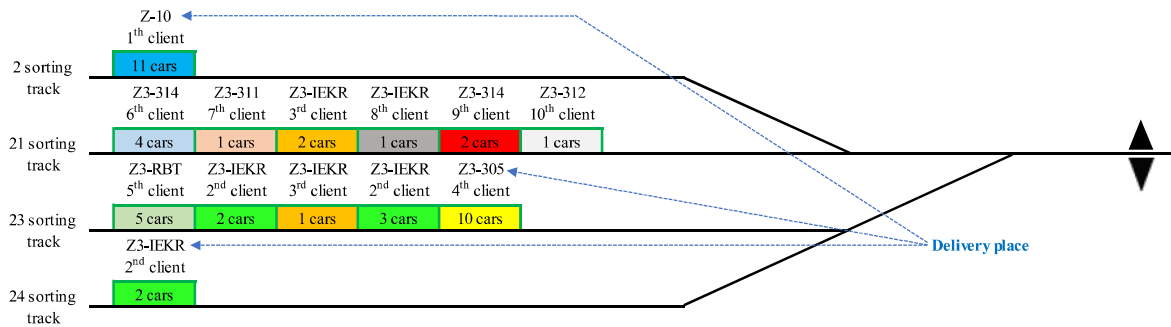 Z-10
1th client
2 sorting track
11 cars
Z3-314 Z3-311 Z3-IEKR Z3-IEKR Z3-314 Z3-312
6th client 7th client 3rd client 8th client 9th client 10th client
21 sorting track
4 cars 1 cars 2 cars 1 cars 2 cars 1 cars
Z3-RBT Z3-IEKR Z3-IEKR Z3-IEKR Z3-305
5th client 2nd client 3rd client 2nd client 4th client
23 sorting track
5 cars 2 cars 1 cars 3 cars 10 cars
Z3-IEKR
2nd client
Delivery place
24 sorting track
2 cars